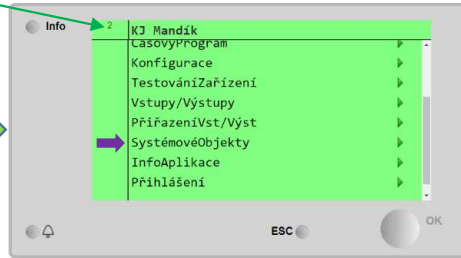 Info
2
KJ Mandík
ČasovýProgram
Konfigurace
TestováníZařízení
Vstupy/Výstupy
PřiřazeníVst/Výst
SystémovéObjekty
InfoAplikace
Přihlášení
ESC
OK